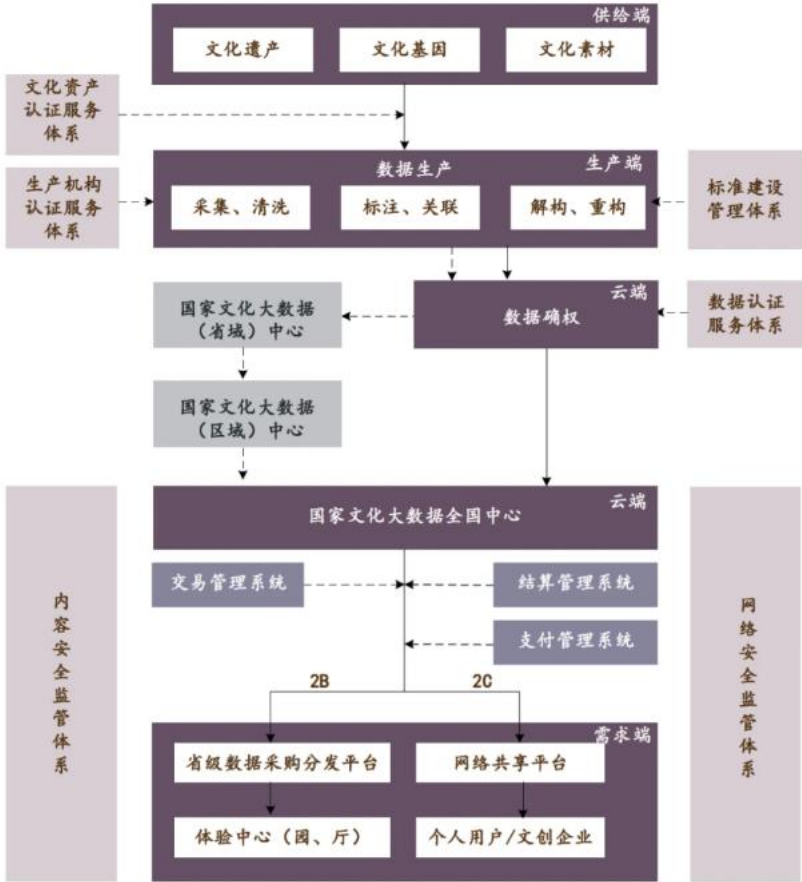 供给端
文化遗产
文化基因
文化素材
文化资产
认证服务
体系
数据生产
生产端
生产机构
认证服务
体系
采集、清洗
标注、关联
解构、重构
标准建设
管理体系
国家文化大数据
（省域）中心
云端
数据确权
数据认证
服务体系
国家文化大数据
（区域）中心
云端
国家文化大数据全国中心
交易管理系统
结算管理系统
支付管理系统
内容安全监管体系
网络安全监管体系
2B
2C
需求端
省级数据采购分发平台
网络共享平台
体验中心（园、厅）
个人用户/文创企业